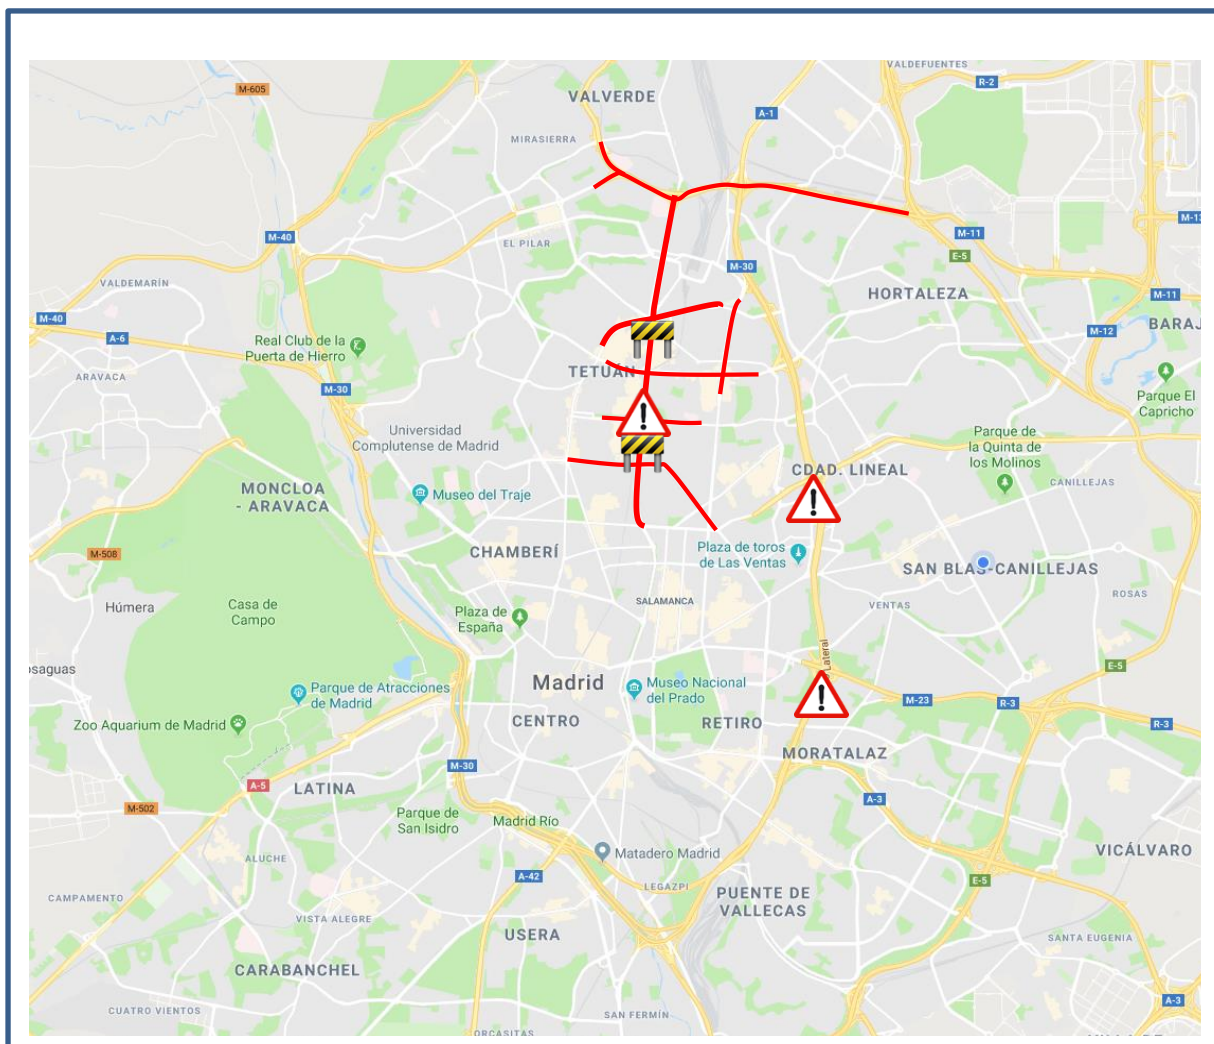 VALDEFUENTES
M-605
R-2
VALVERDE
A-1
MIRASIERRA
M-13
M-40
EL PILAR
M-11
E-5
M-30
VALDEMARÍN
HORTALEZA
M-11
M-40
BARAJ
A-6
Real Club de la
Puerta de Hierro
M-12
TETUÁN
ARAVACA
M-30
Parque El
Capricho
Universidad
Complutense de Madrid
Parque de
la Quinta de
los Molinos
CDAD. LINEAL
CANILLEJAS
MONCLOA
- ARAVACA
Museo del Traje
M-508
CHAMBERÍ
Plaza de toros
de Las Ventas
SAN BLAS-CANILLEJAS
ROSAS
Húmera
Casa de
Campo
Plaza de
España
SALAMANCA
VENTAS
Lateral
osaguas
E-5
Parque de Atracciones
de Madrid
Madrid
Museo Nacional
del Prado
M-23
R-3
R-3
Zoo Aquarium de Madrid
CENTRO
RETIRO
MORATALAZ
M-30
A-5
LATINA
M-502
Parque de
San Isidro
Madrid Río
A-3
ALUCHE
Matadero Madrid
VICÁLVARO
CAMPAMENTO
A-42
LEGAZPI
E-5
PUENTE DE
VALLECAS
VISTA ALEGRE
USERA
SANTA EUGENIA
CARABANCHEL
A-3
CUATRO VIENTOS
SAN FERMÍN
ORCASITAS